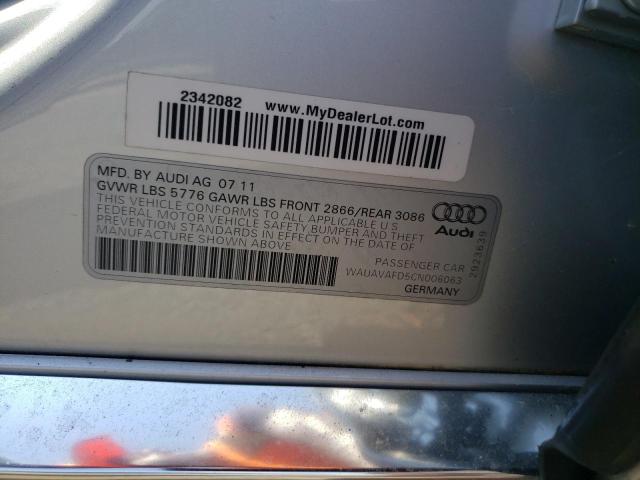 2342082 www.MyDealerLot.com
MFD. BY AUDI AG 07 11
GVWR LBS 5776 GAWR LBS FRONT 2866/REAR 3086
THIS VEHICLE CONFORMS TO ALL APPLICABLE U S
FEDERAL MOTOR VEHICLE SAFETY, BUMPER AND THEFT
PREVENTION STANDARDS IN EFFECT ON THE DATE OF
MANUFACTURE SHOWN ABOVE
Audi
PASSENGER CAR
WAUAVAFD5CN006063
GERMANY
2923639